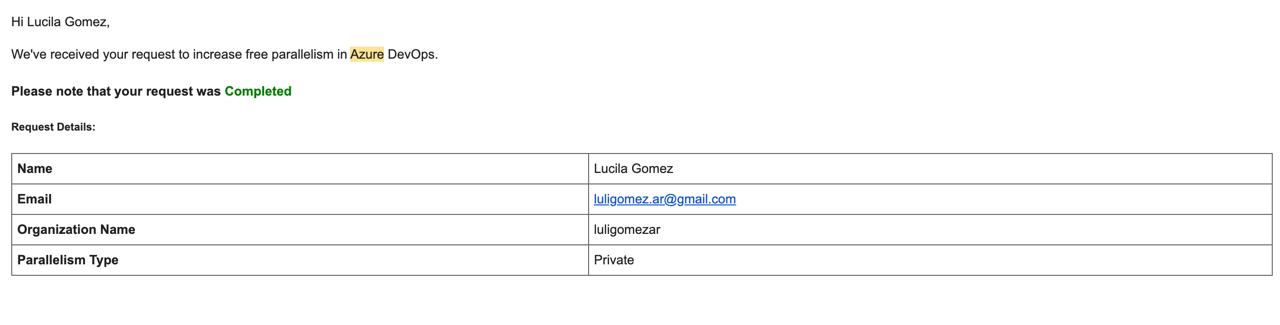 Hi Lucila Gomez,
We've received your request to increase free parallelism in Azure DevOps.
Please note that your request was Completed
Request Details:
Name Lucila Gomez
Email luligomez.ar@gmail.com
Organization Name luligomezar
Parallelism Type Private